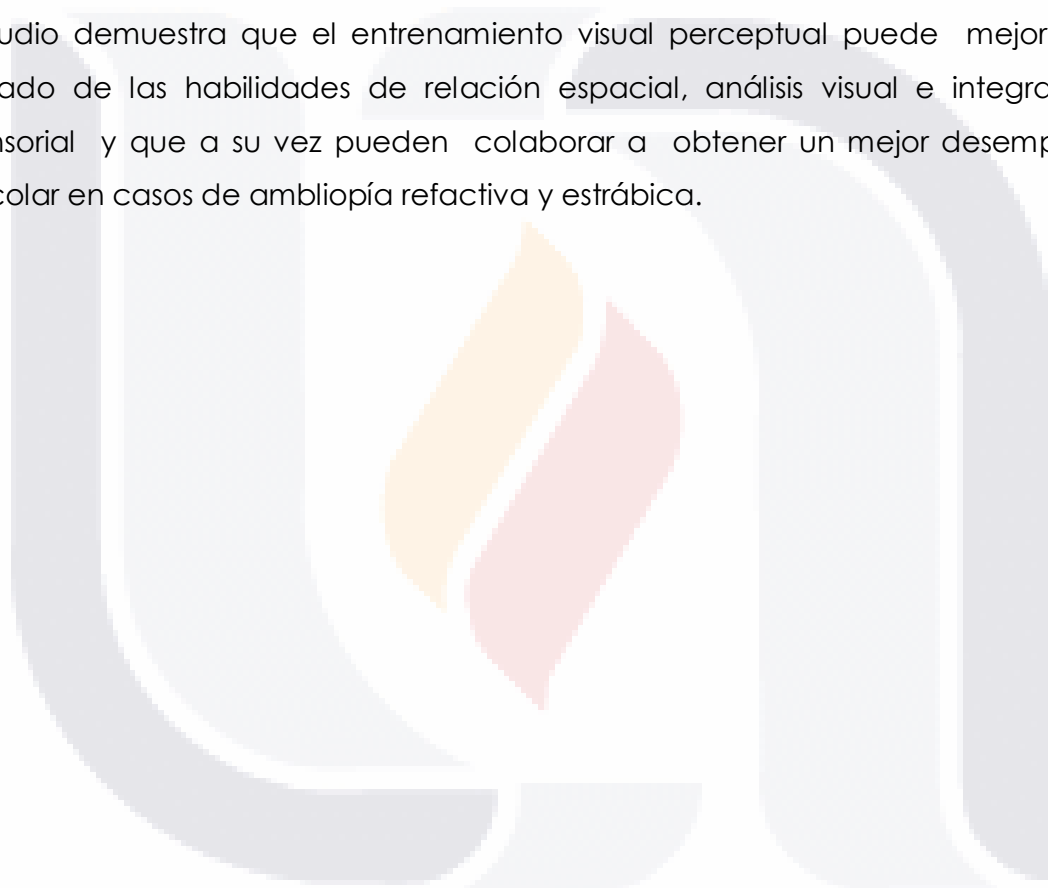 udio demuestra que el entrenamiento visual perceptual puede mejor
ado de las habilidades de relación espacial, análisis visual e integra
nsorial y que a su vez pueden colaborar a obtener un mejor desemp
colar en casos de ambliopía refactiva y estrábica.